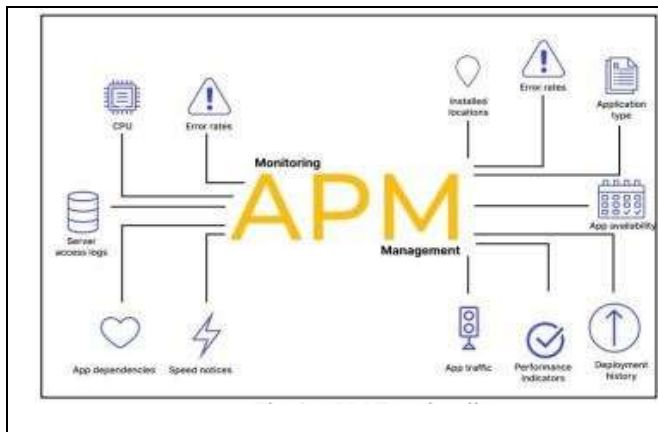 CPU
Error rates
Installed
locations
Error rates
Application
type
Monitoring
APM
Management
Server
access logs
App availability
App dependencies
Speed notices
App traffic
Performance
indicators
Deployment
history